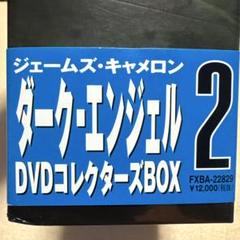 ジェームズ・キャメロン
ダーク・エンジェル
DVDコレクターズBOX
2
FXBA-22829
¥12,000(税抜)